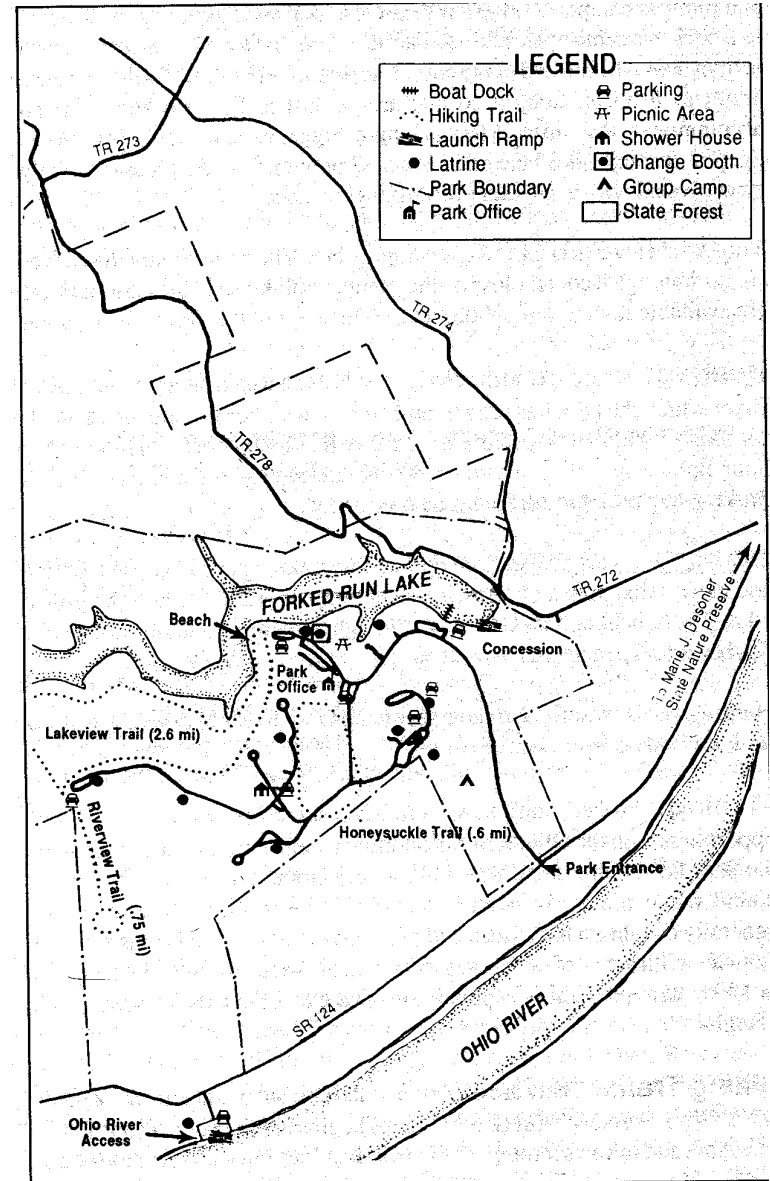 LEGEND
Boat Dock
Hiking Trail
Launch Ramp
Latrine
Park Boundary
Park Office
Parking
Picnic Area
Shower House
Change Booth
Group Camp
State Forest
TR 273
TR 274
TR 278
TR 272
FORKED RUN LAKE
Beach
Park
Office
Concession
To Marie J. Desonier
State Nature Preserve
Lakeview Trail (2.6 mi)
Riverview Trail (.75 mi)
Honeysuckle Trail (.6 mi)
Park Entrance
SR 124
OHIO RIVER
Ohio River
Access